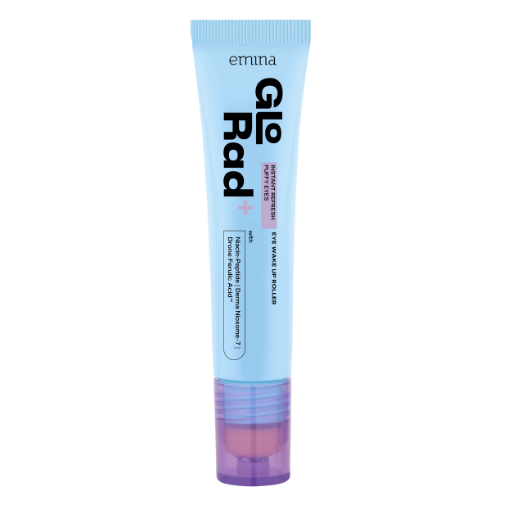 emina
Glo
Rad+
INSTANT REFRESH
PUFFY EYES
EYE WAKE UP ROLLER
with
Niacin-Peptide | Derma Niosome-7 |
Drone Ferulic Acid™